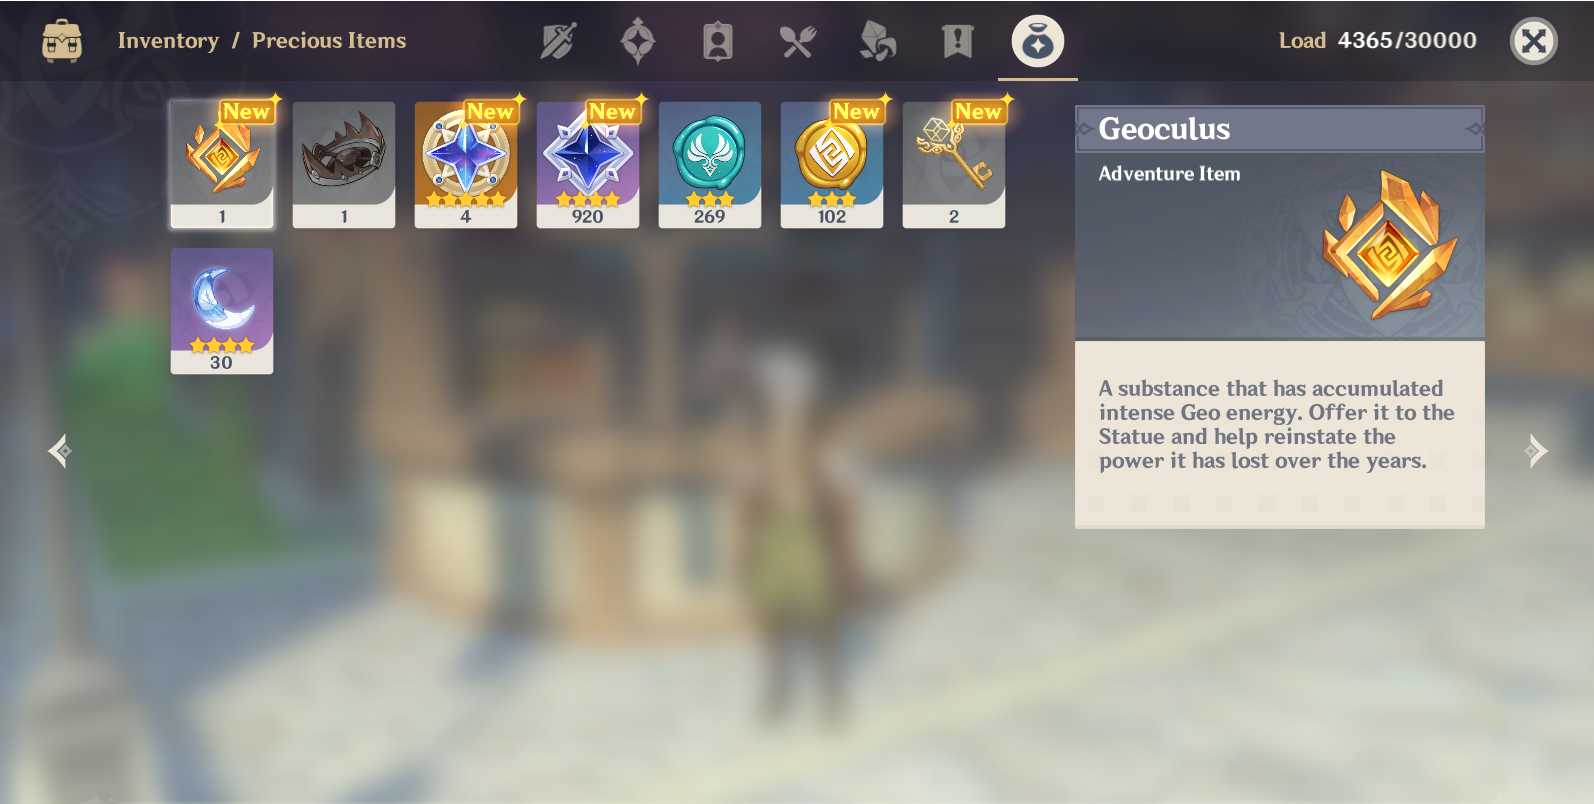 Inventory / Precious Items
Load 4365/30000
New
New
New
New
New
1
1
4
920
269
102
2
30
Geoculus
Adventure Item
A substance that has accumulated
intense Geo energy. Offer it to the
Statue and help reinstate the
power it has lost over the years.